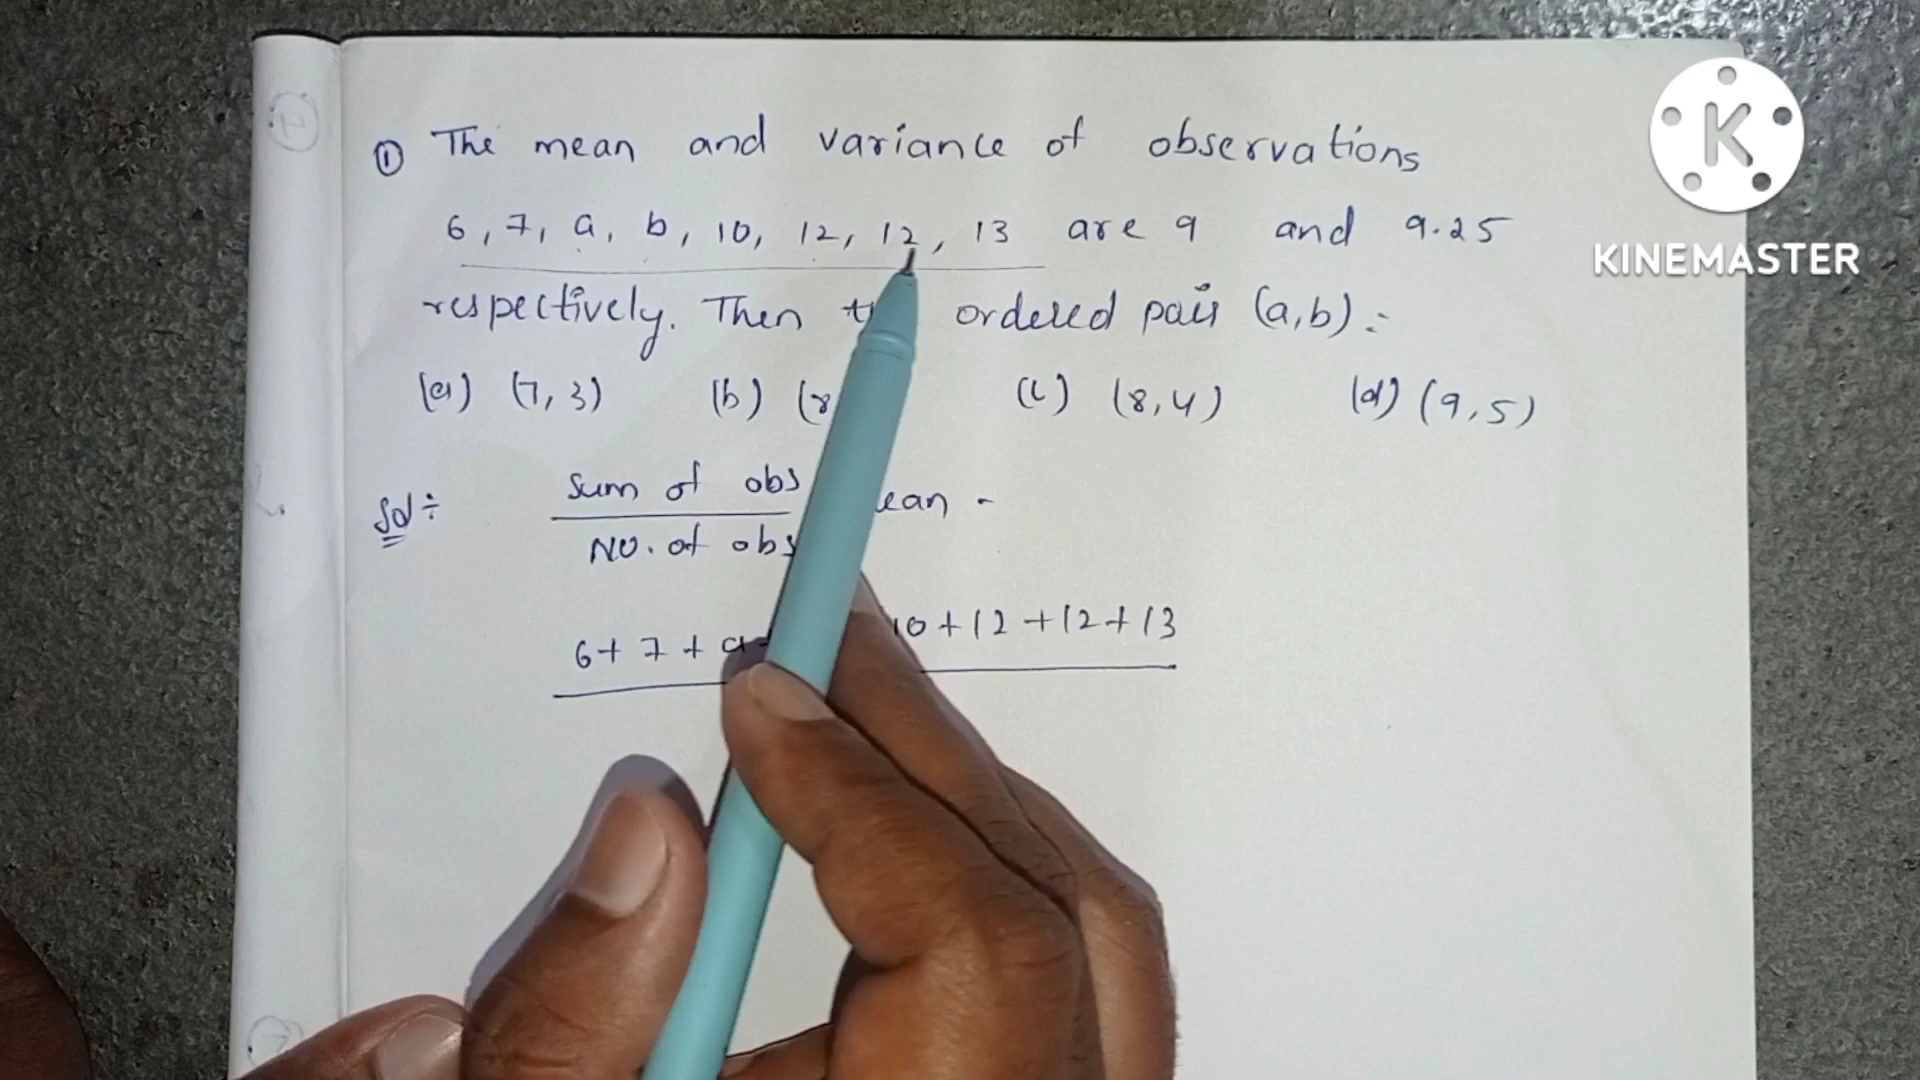 ① The mean and variance of observations
6, 7, a, b, 10, 12, 12, 13 are 9 and 9.25
respectively. Then ordered pair (a,b):-
(a) (7,3) (b) (8 (c) (8,4) (d) (9,5)
Sol ÷ Sum of obs
No. of obs
6+7+a 10+12+12+13
K
KINEMASTER